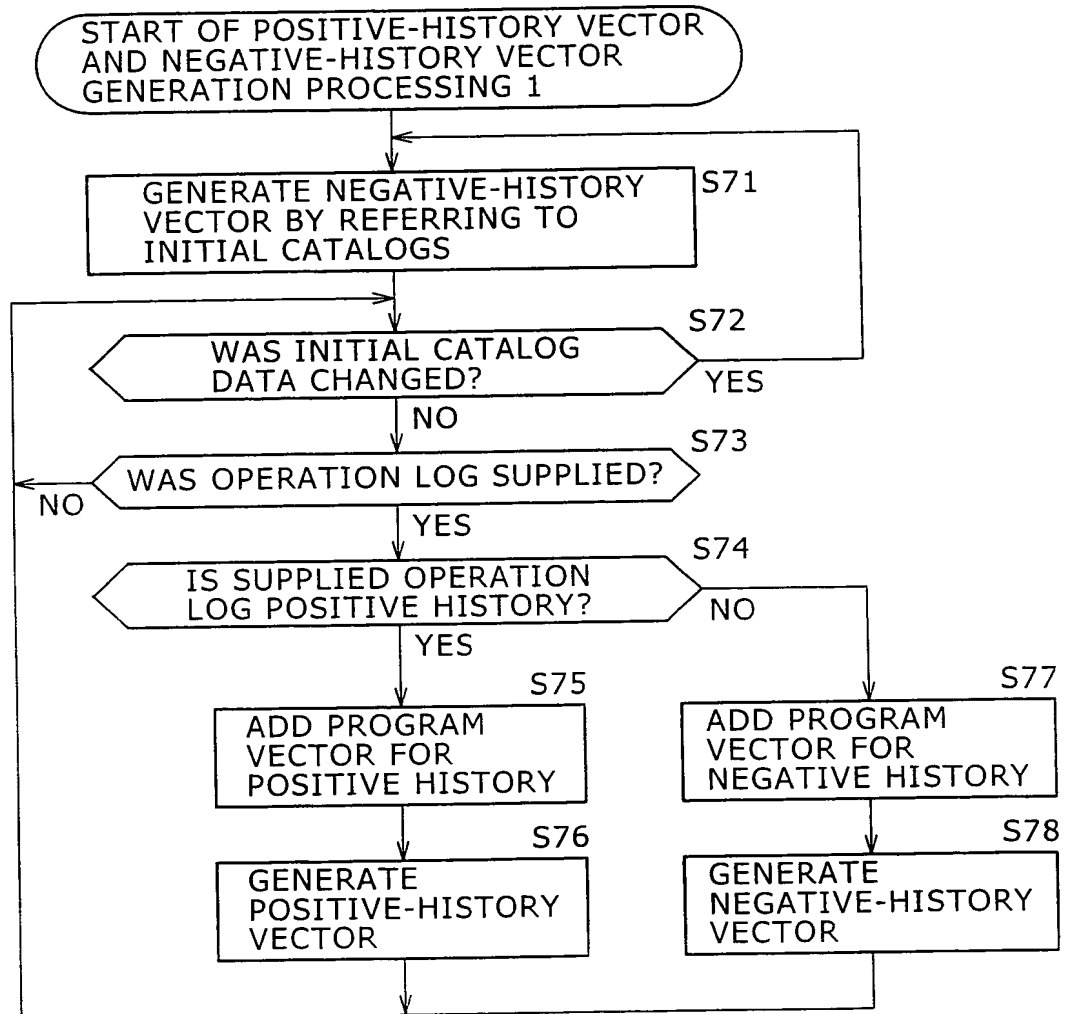 START OF POSITIVE-HISTORY VECTOR
AND NEGATIVE-HISTORY VECTOR
GENERATION PROCESSING 1
S71
GENERATE NEGATIVE-HISTORY
VECTOR BY REFERRING TO
INITIAL CATALOGS
S72
WAS INITIAL CATALOG
DATA CHANGED?
YES
NO
S73
WAS OPERATION LOG SUPPLIED?
NO
YES
S74
IS SUPPLIED OPERATION
LOG POSITIVE HISTORY?
NO
YES
S75
ADD PROGRAM
VECTOR FOR
POSITIVE HISTORY
S77
ADD PROGRAM
VECTOR FOR
NEGATIVE HISTORY
S76
GENERATE
POSITIVE-HISTORY
VECTOR
S78
GENERATE
NEGATIVE-HISTORY
VECTOR